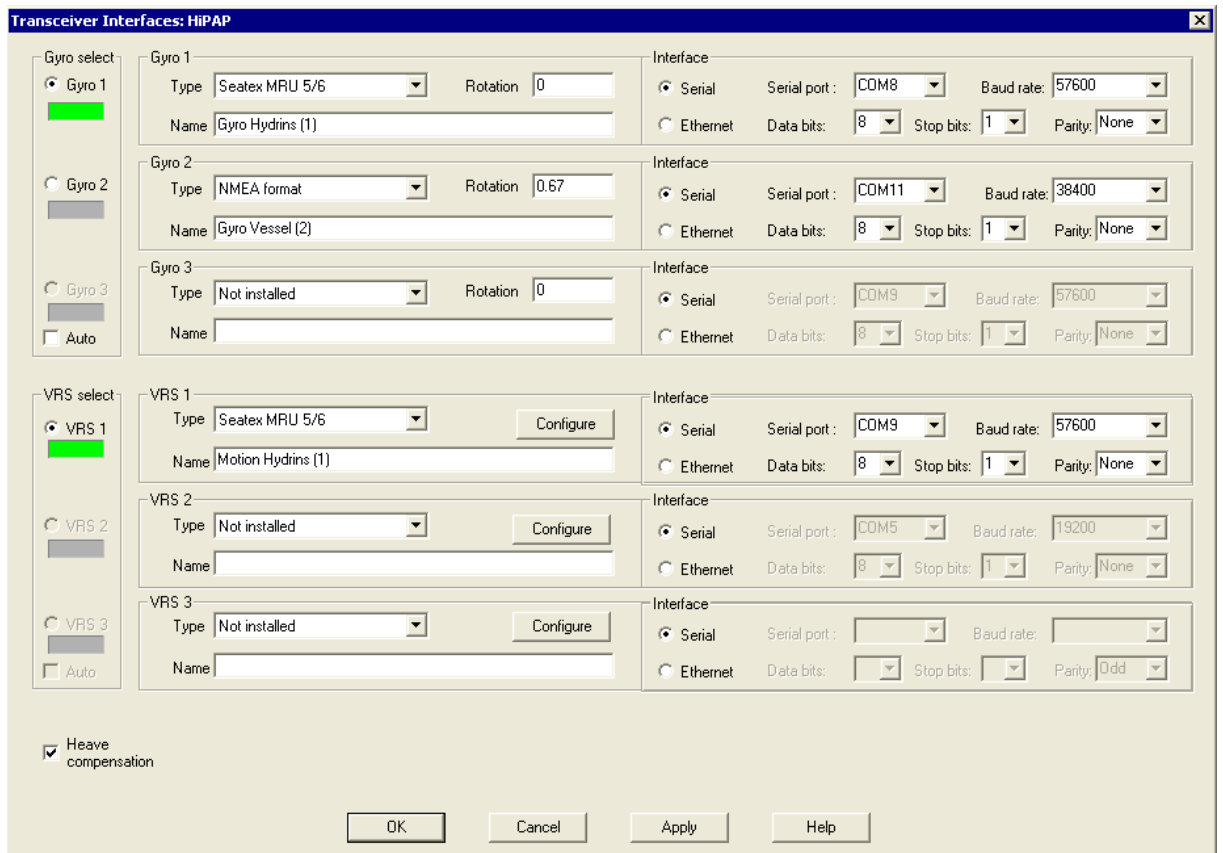 Transceiver Interfaces: HiPAP
Gyro select
Gyro 1
Gyro 2
Gyro 3
Auto
Gyro 1
Type Seatex MRU 5/6 Rotation 0
Name Gyro Hydrins (1)
Interface
Serial Serial port : COM8 Baud rate: 57600
Ethernet Data bits: 8 Stop bits: 1 Parity: None
Gyro 2
Type NMEA format Rotation 0.67
Name Gyro Vessel (2)
Interface
Serial Serial port : COM11 Baud rate: 38400
Ethernet Data bits: 8 Stop bits: 1 Parity: None
Gyro 3
Type Not installed Rotation 0
Name
Interface
Serial Serial port : COM9 Baud rate: 57600
Ethernet Data bits: 8 Stop bits: 1 Parity: None
VRS select
VRS 1
VRS 2
VRS 3
Auto
VRS 1
Type Seatex MRU 5/6 Configure
Name Motion Hydrins (1)
Interface
Serial Serial port : COM9 Baud rate: 57600
Ethernet Data bits: 8 Stop bits: 1 Parity: None
VRS 2
Type Not installed Configure
Name
Interface
Serial Serial port : COM5 Baud rate: 19200
Ethernet Data bits: 8 Stop bits: 1 Parity: None
VRS 3
Type Not installed Configure
Name
Interface
Serial Serial port : Baud rate:
Ethernet Data bits: Stop bits: Parity: Odd
Heave
compensation
OK Cancel Apply Help